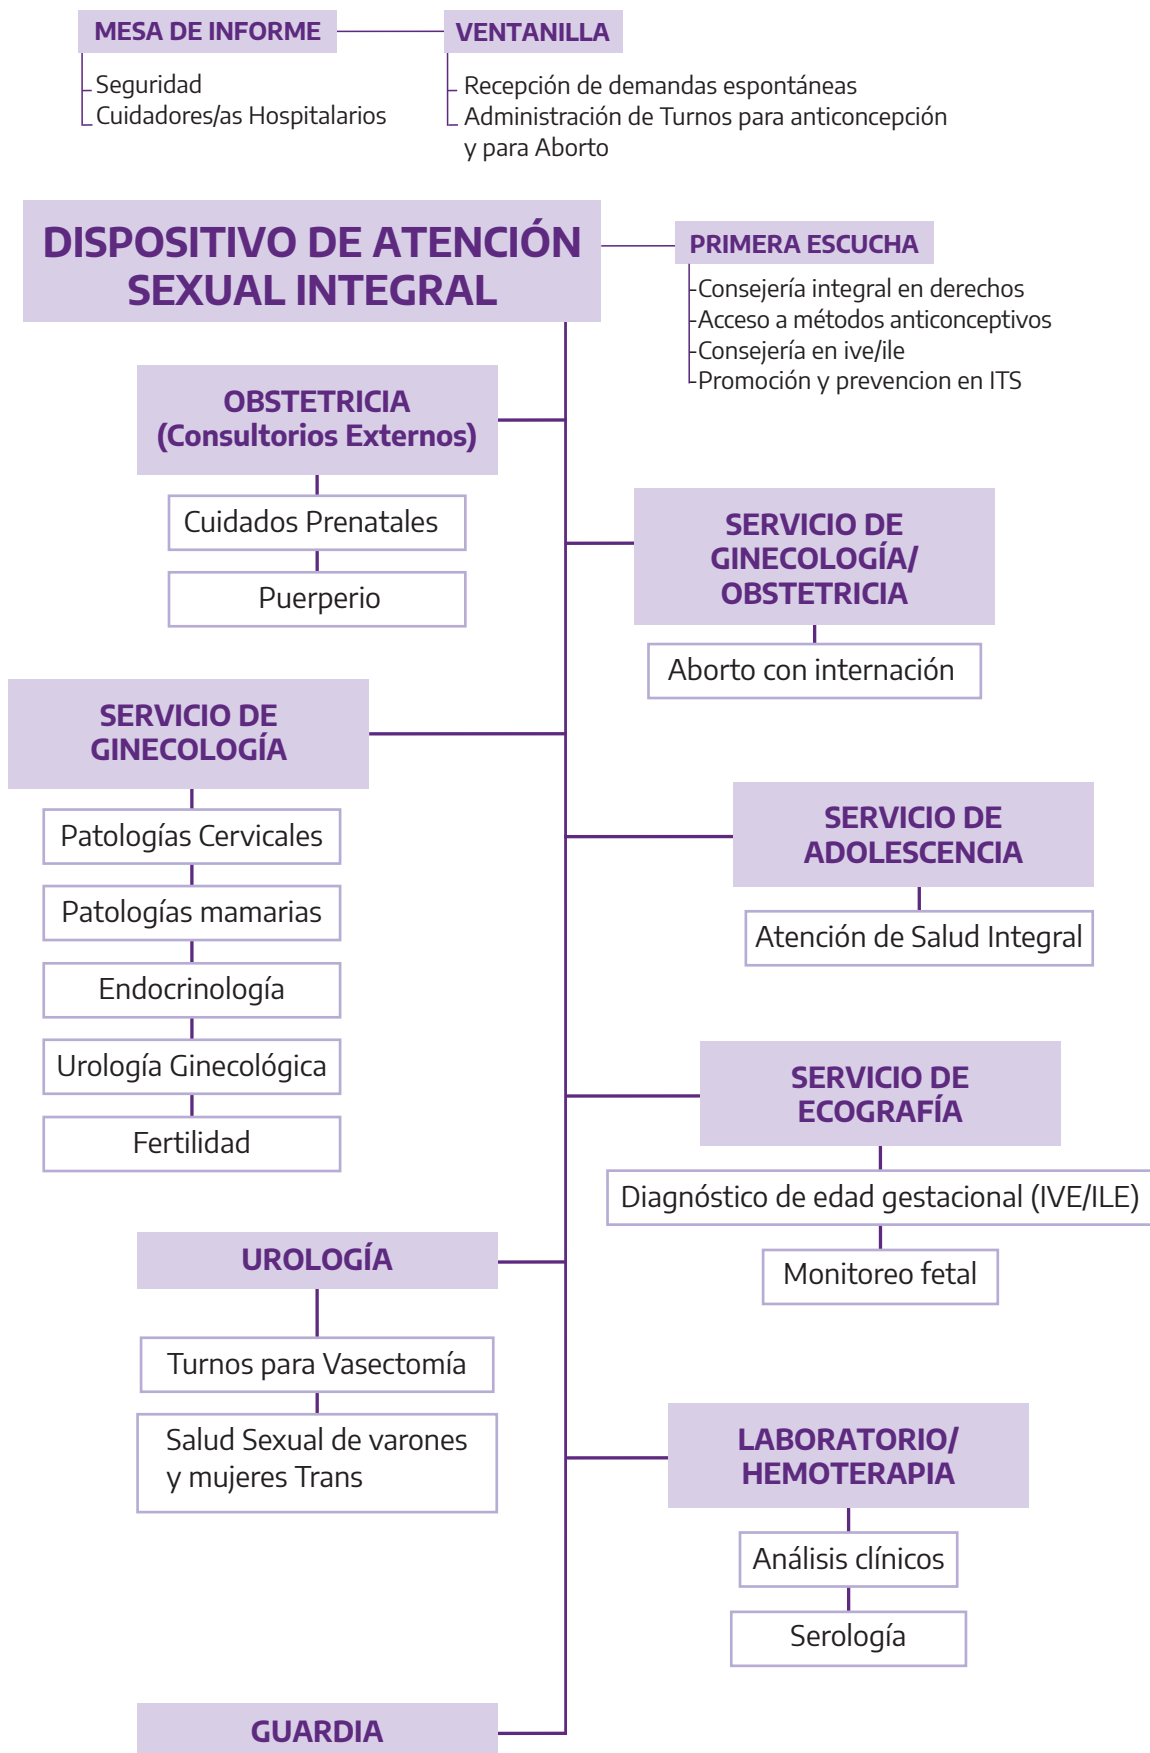 MESA DE INFORME
Seguridad
Cuidadores/as Hospitalarios
VENTANILLA
Recepción de demandas espontáneas
Administración de Turnos para anticoncepción
y para Aborto
DISPOSITIVO DE ATENCIÓN
SEXUAL INTEGRAL
PRIMERA ESCUCHA
-Consejería integral en derechos
-Acceso a métodos anticonceptivos
-Consejería en ive/ile
-Promoción y prevencion en ITS
OBSTETRICIA
(Consultorios Externos)
Cuidados Prenatales
Puerperio
SERVICIO DE
GINECOLOGÍA/
OBSTETRICIA
Aborto con internación
SERVICIO DE
GINECOLOGÍA
Patologías Cervicales
Patologías mamarias
Endocrinología
Urología Ginecológica
Fertilidad
SERVICIO DE
ADOLESCENCIA
Atención de Salud Integral
SERVICIO DE
ECOGRAFÍA
Diagnóstico de edad gestacional (IVE/ILE)
Monitoreo fetal
UROLOGÍA
Turnos para Vasectomía
Salud Sexual de varones
y mujeres Trans
LABORATORIO/
HEMOTERAPIA
Análisis clínicos
Serología
GUARDIA